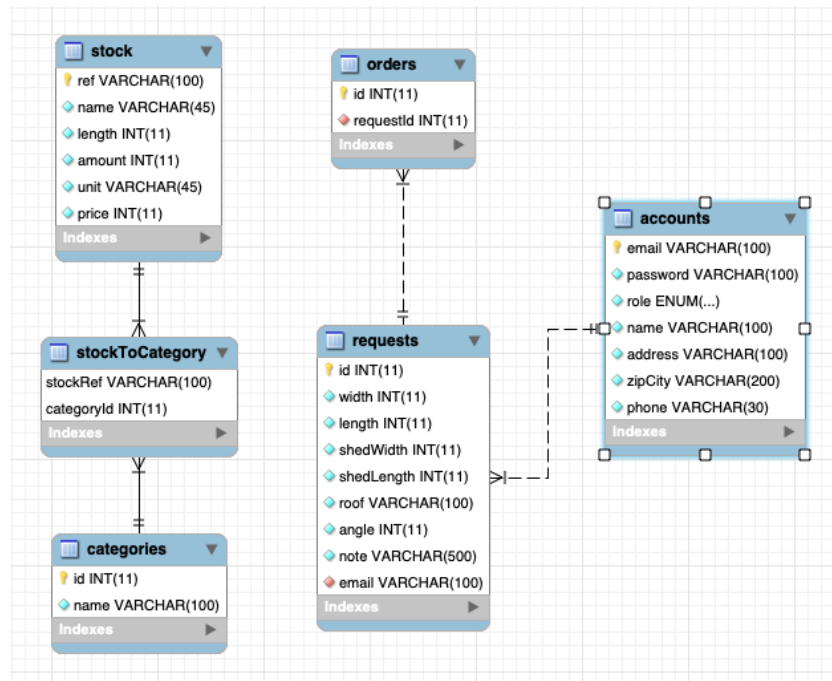 stock
ref VARCHAR(100)
name VARCHAR(45)
length INT(11)
amount INT(11)
unit VARCHAR(45)
price INT(11)
Indexes
stockToCategory
stockRef VARCHAR(100)
categoryId INT(11)
Indexes
categories
id INT(11)
name VARCHAR(100)
Indexes
orders
id INT(11)
requestId INT(11)
Indexes
requests
id INT(11)
width INT(11)
length INT(11)
shedWidth INT(11)
shedLength INT(11)
roof VARCHAR(100)
angle INT(11)
note VARCHAR(500)
email VARCHAR(100)
Indexes
accounts
email VARCHAR(100)
password VARCHAR(100)
role ENUM(...)
name VARCHAR(100)
address VARCHAR(100)
zipCity VARCHAR(200)
phone VARCHAR(30)
Indexes